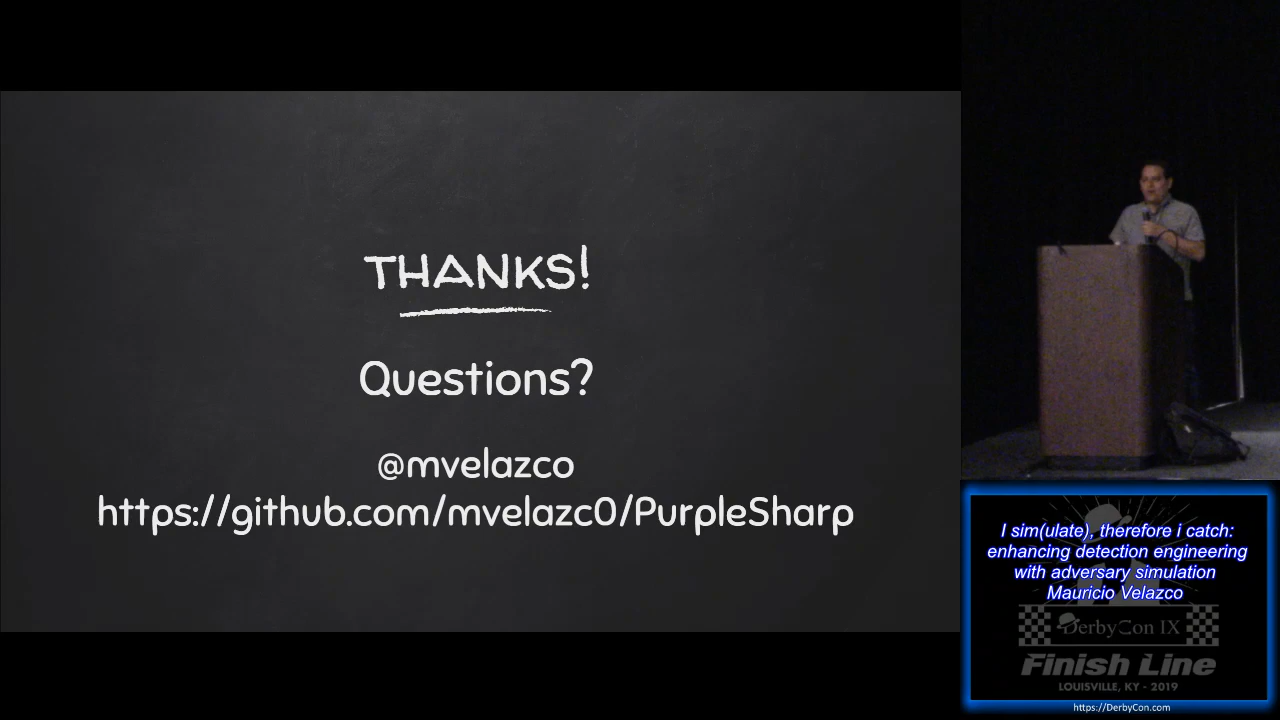 THANKS!
Questions?
@mvelazco
https://github.com/mvelazc0/PurpleSharp
I sim(ulate), therefore i catch:
enhancing detection engineering
with adversary simulation
Mauricio Velazco
DerbyCon IX
Finish Line
LOUISVILLE, KY - 2019
https://DerbyCon.com